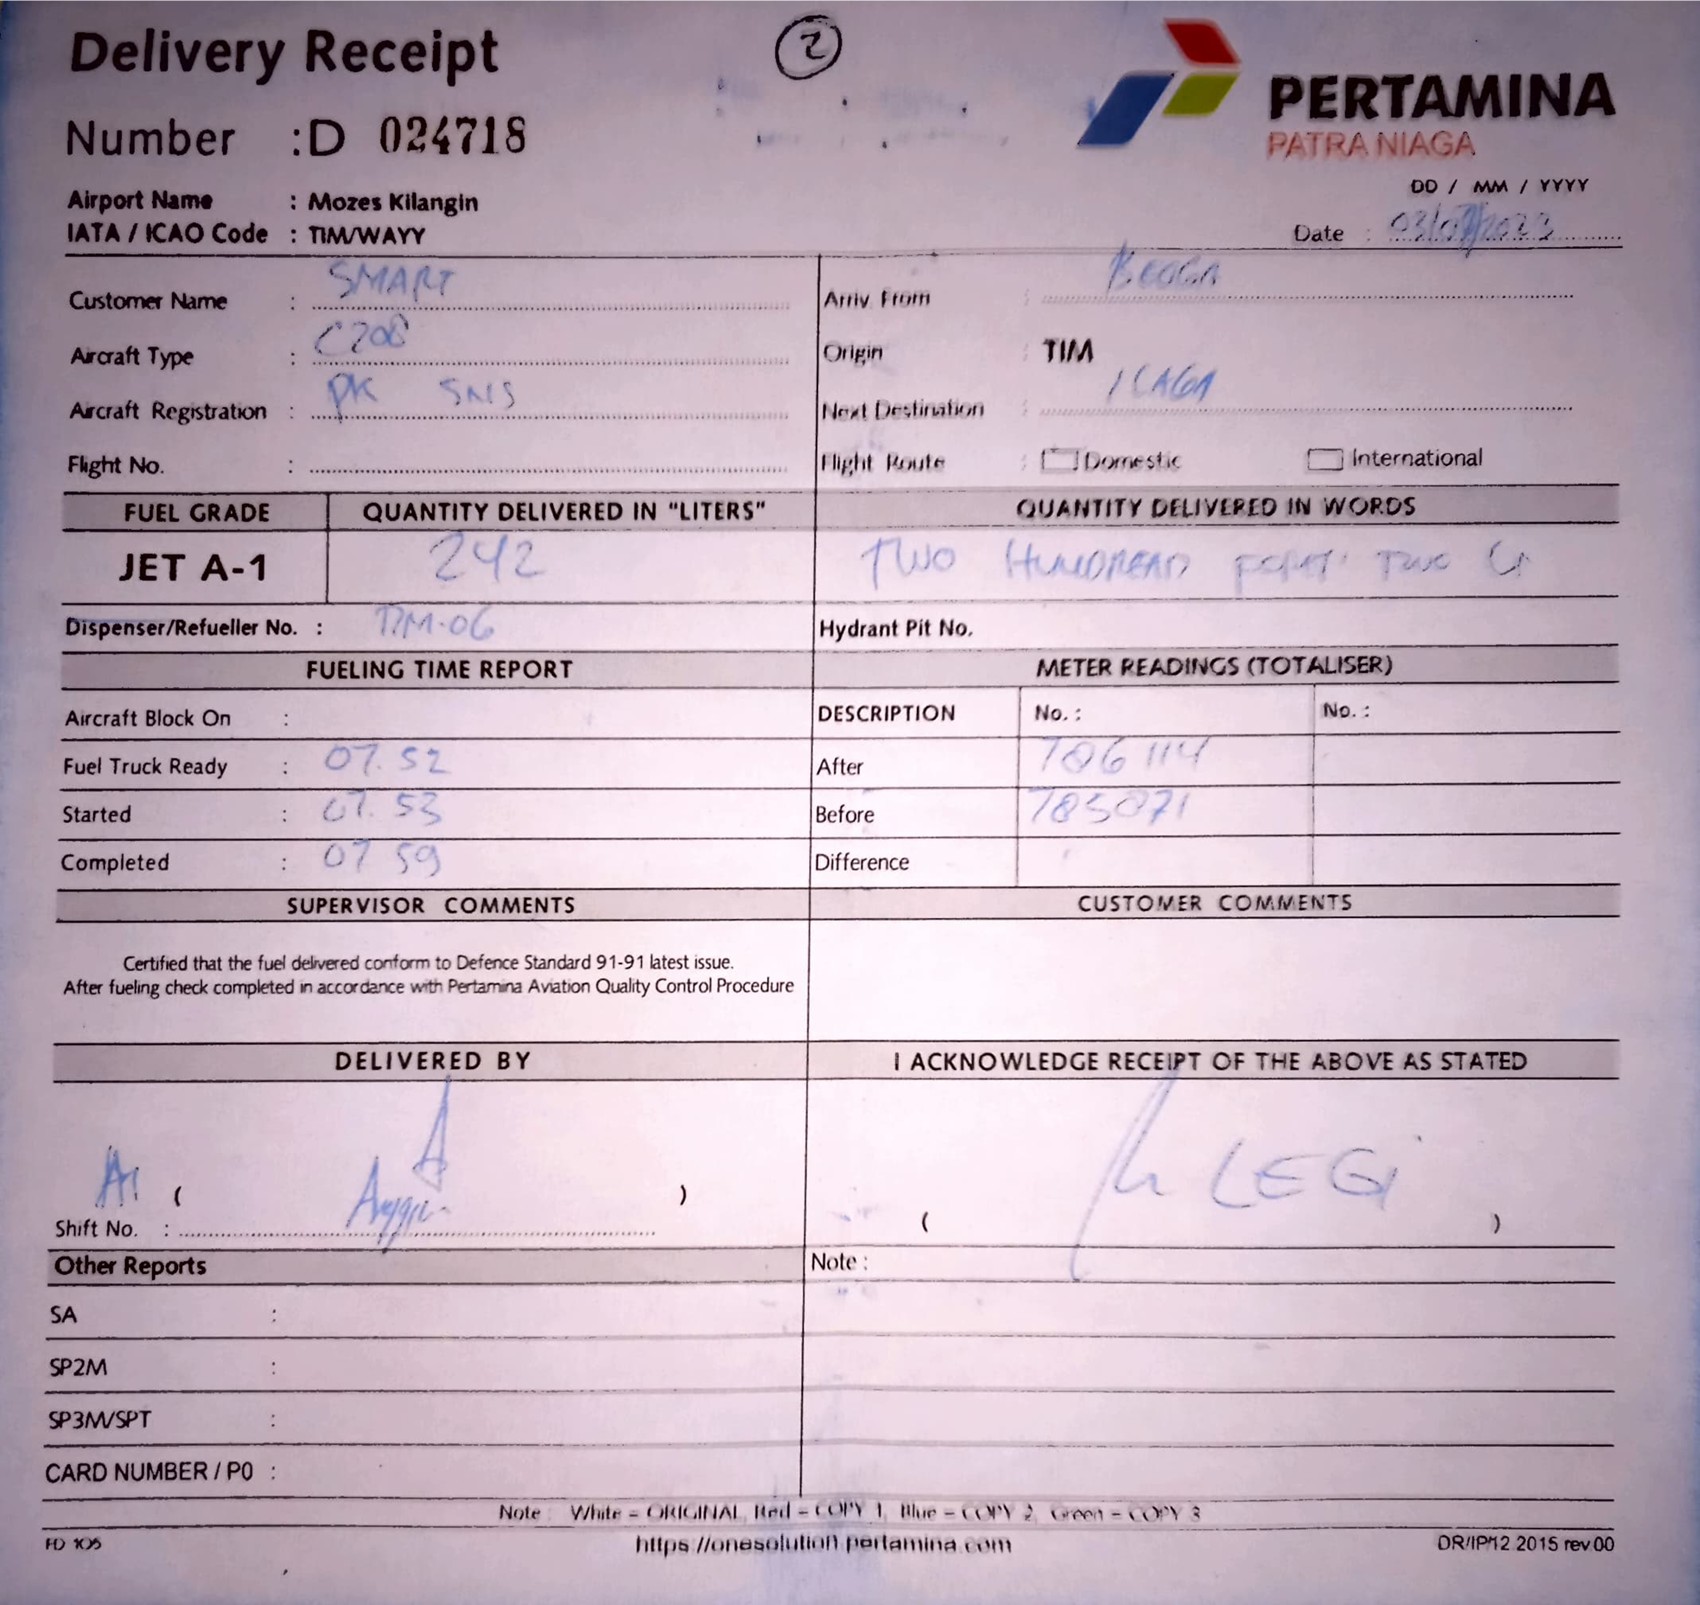 Delivery Receipt
2
PERTAMINA
PATRA NIAGA
Number : D 024718
DD / MM / YYYY
Airport Name : Mozes Kilangin
IATA / ICAO Code : TIM/WAYY
Date : 03/ /2023
Customer Name : SMART
Arriv. From : BEOGA
Aircraft Type : C208
Origin : TIM
Aircraft Registration : PK SNS
Next Destination : ILAGA
Flight No. :
Flight Route : Domestic International
FUEL GRADE QUANTITY DELIVERED IN "LITERS" QUANTITY DELIVERED IN WORDS
JET A-1 242 TWO HUNDREAD FORTY TWO
Dispenser/Refueller No. : TIM-06 Hydrant Pit No.
FUELING TIME REPORT METER READINGS (TOTALISER)
Aircraft Block On : DESCRIPTION No. : No. :
Fuel Truck Ready : 07.52 After 786114
Started : 07.53 Before 785071
Completed : 07 59 Difference
SUPERVISOR COMMENTS CUSTOMER COMMENTS
Certified that the fuel delivered conform to Defence Standard 91-91 latest issue.
After fueling check completed in accordance with Pertamina Aviation Quality Control Procedure
DELIVERED BY I ACKNOWLEDGE RECEIPT OF THE ABOVE AS STATED
( ) LEGI
Shift No. : ( )
Other Reports Note :
SA :
SP2M :
SP3M/SPT :
CARD NUMBER / PO :
Note : White = ORIGINAL, Red = COPY 1, Blue = COPY 2, Green = COPY 3
FD 105 https://onesolution.pertamina.com DR/IP12 2015 rev.00